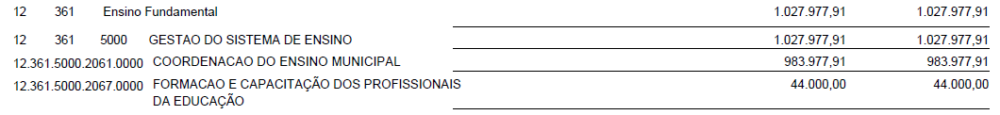 12 361 Ensino Fundamental 1.027.977,91 1.027.977,91
12 361 5000 GESTAO DO SISTEMA DE ENSINO 1.027.977,91 1.027.977,91
12.361.5000.2061.0000 COORDENACAO DO ENSINO MUNICIPAL 983.977,91 983.977,91
12.361.5000.2067.0000 FORMACAO E CAPACITAÇÃO DOS PROFISSIONAIS 44.000,00 44.000,00
DA EDUCAÇÃO